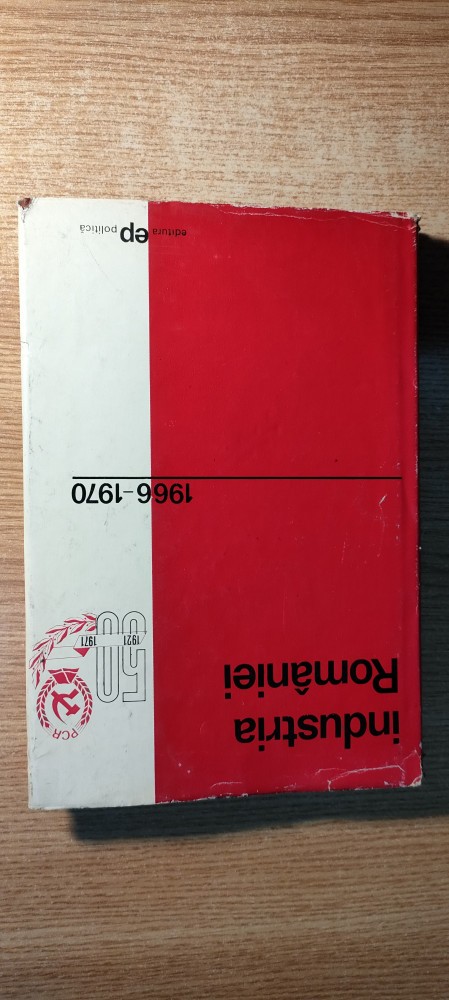 industria
României
50
1921 1971
PCR
1966-1970
editura ep politică